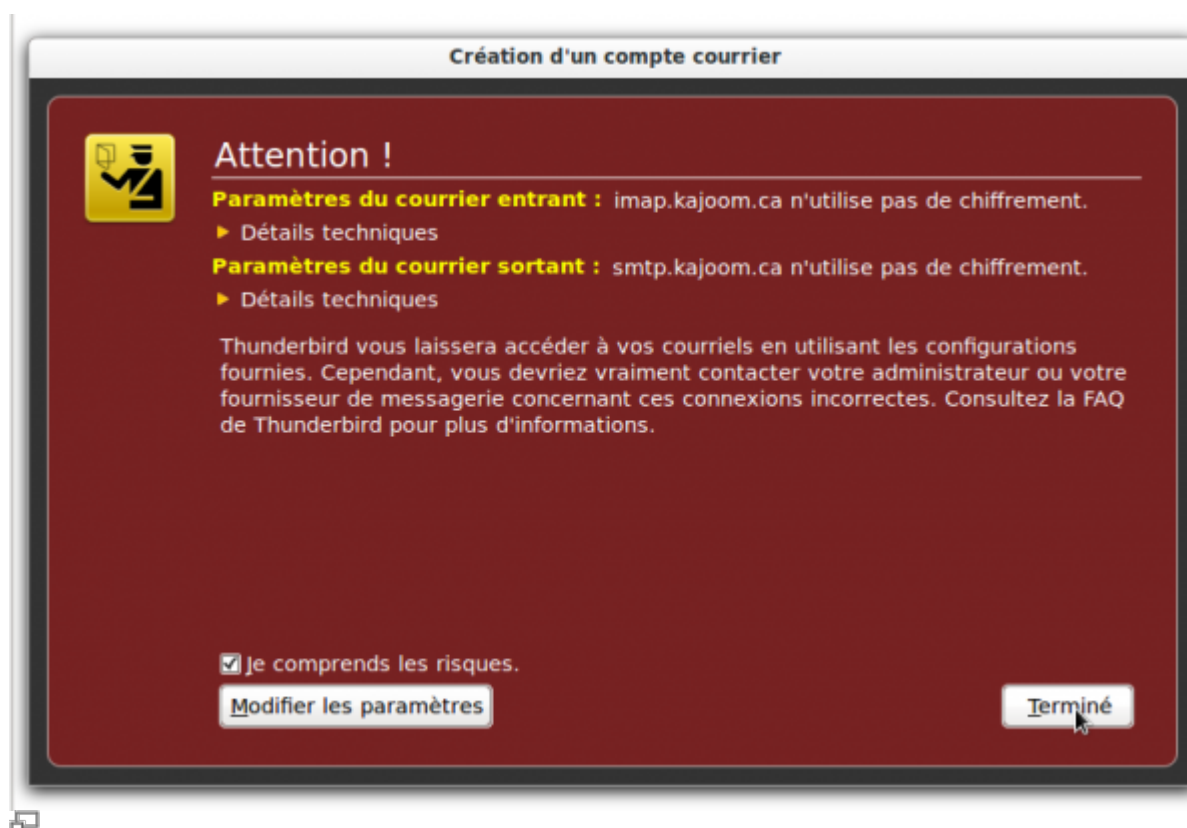 Création d'un compte courrier
Attention !
Paramètres du courrier entrant : imap.kajoom.ca n'utilise pas de chiffrement.
Détails techniques
Paramètres du courrier sortant : smtp.kajoom.ca n'utilise pas de chiffrement.
Détails techniques
Thunderbird vous laissera accéder à vos courriels en utilisant les configurations
fournies. Cependant, vous devriez vraiment contacter votre administrateur ou votre
fournisseur de messagerie concernant ces connexions incorrectes. Consultez la FAQ
de Thunderbird pour plus d'informations.
Je comprends les risques.
Modifier les paramètres
Terminé